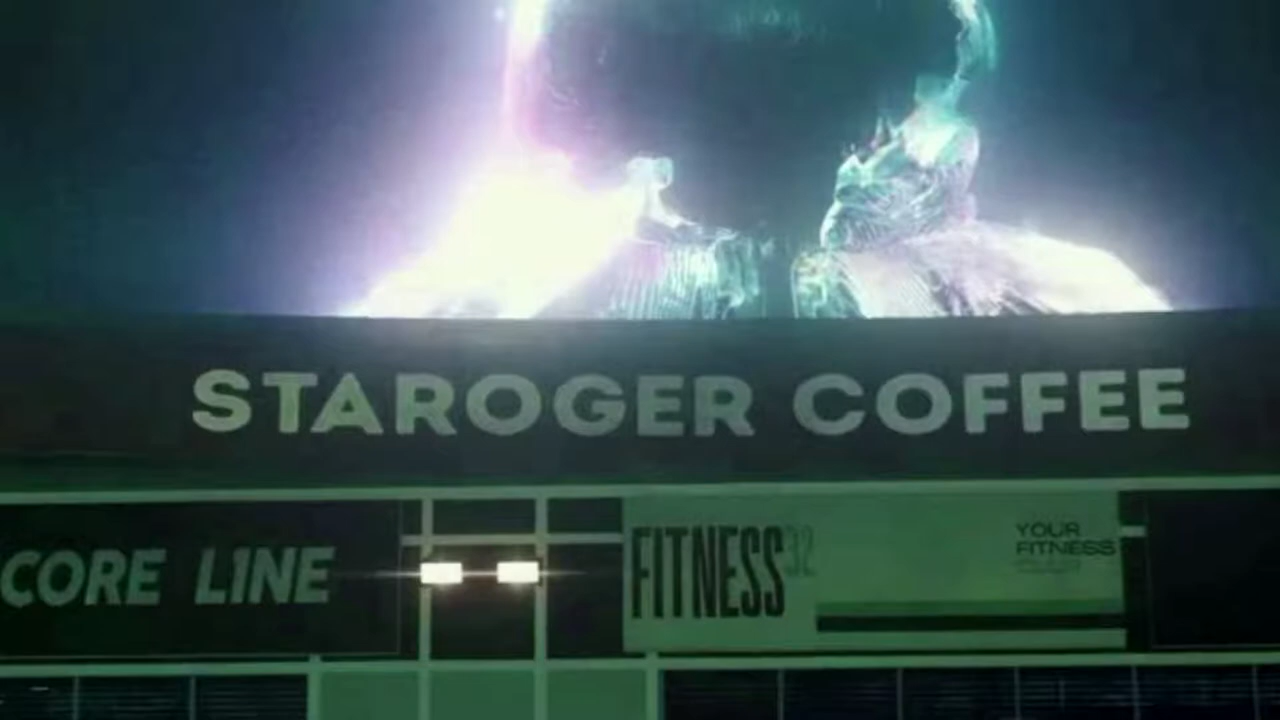 STAROGER COFFEE
CORE LINE
FITNESS32
YOUR
FITNESS